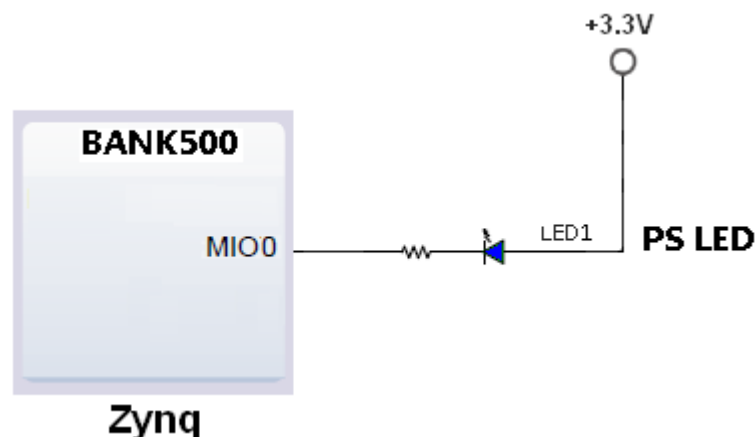 +3.3V
BANK500
MIO0
LED1
PS LED
Zynq